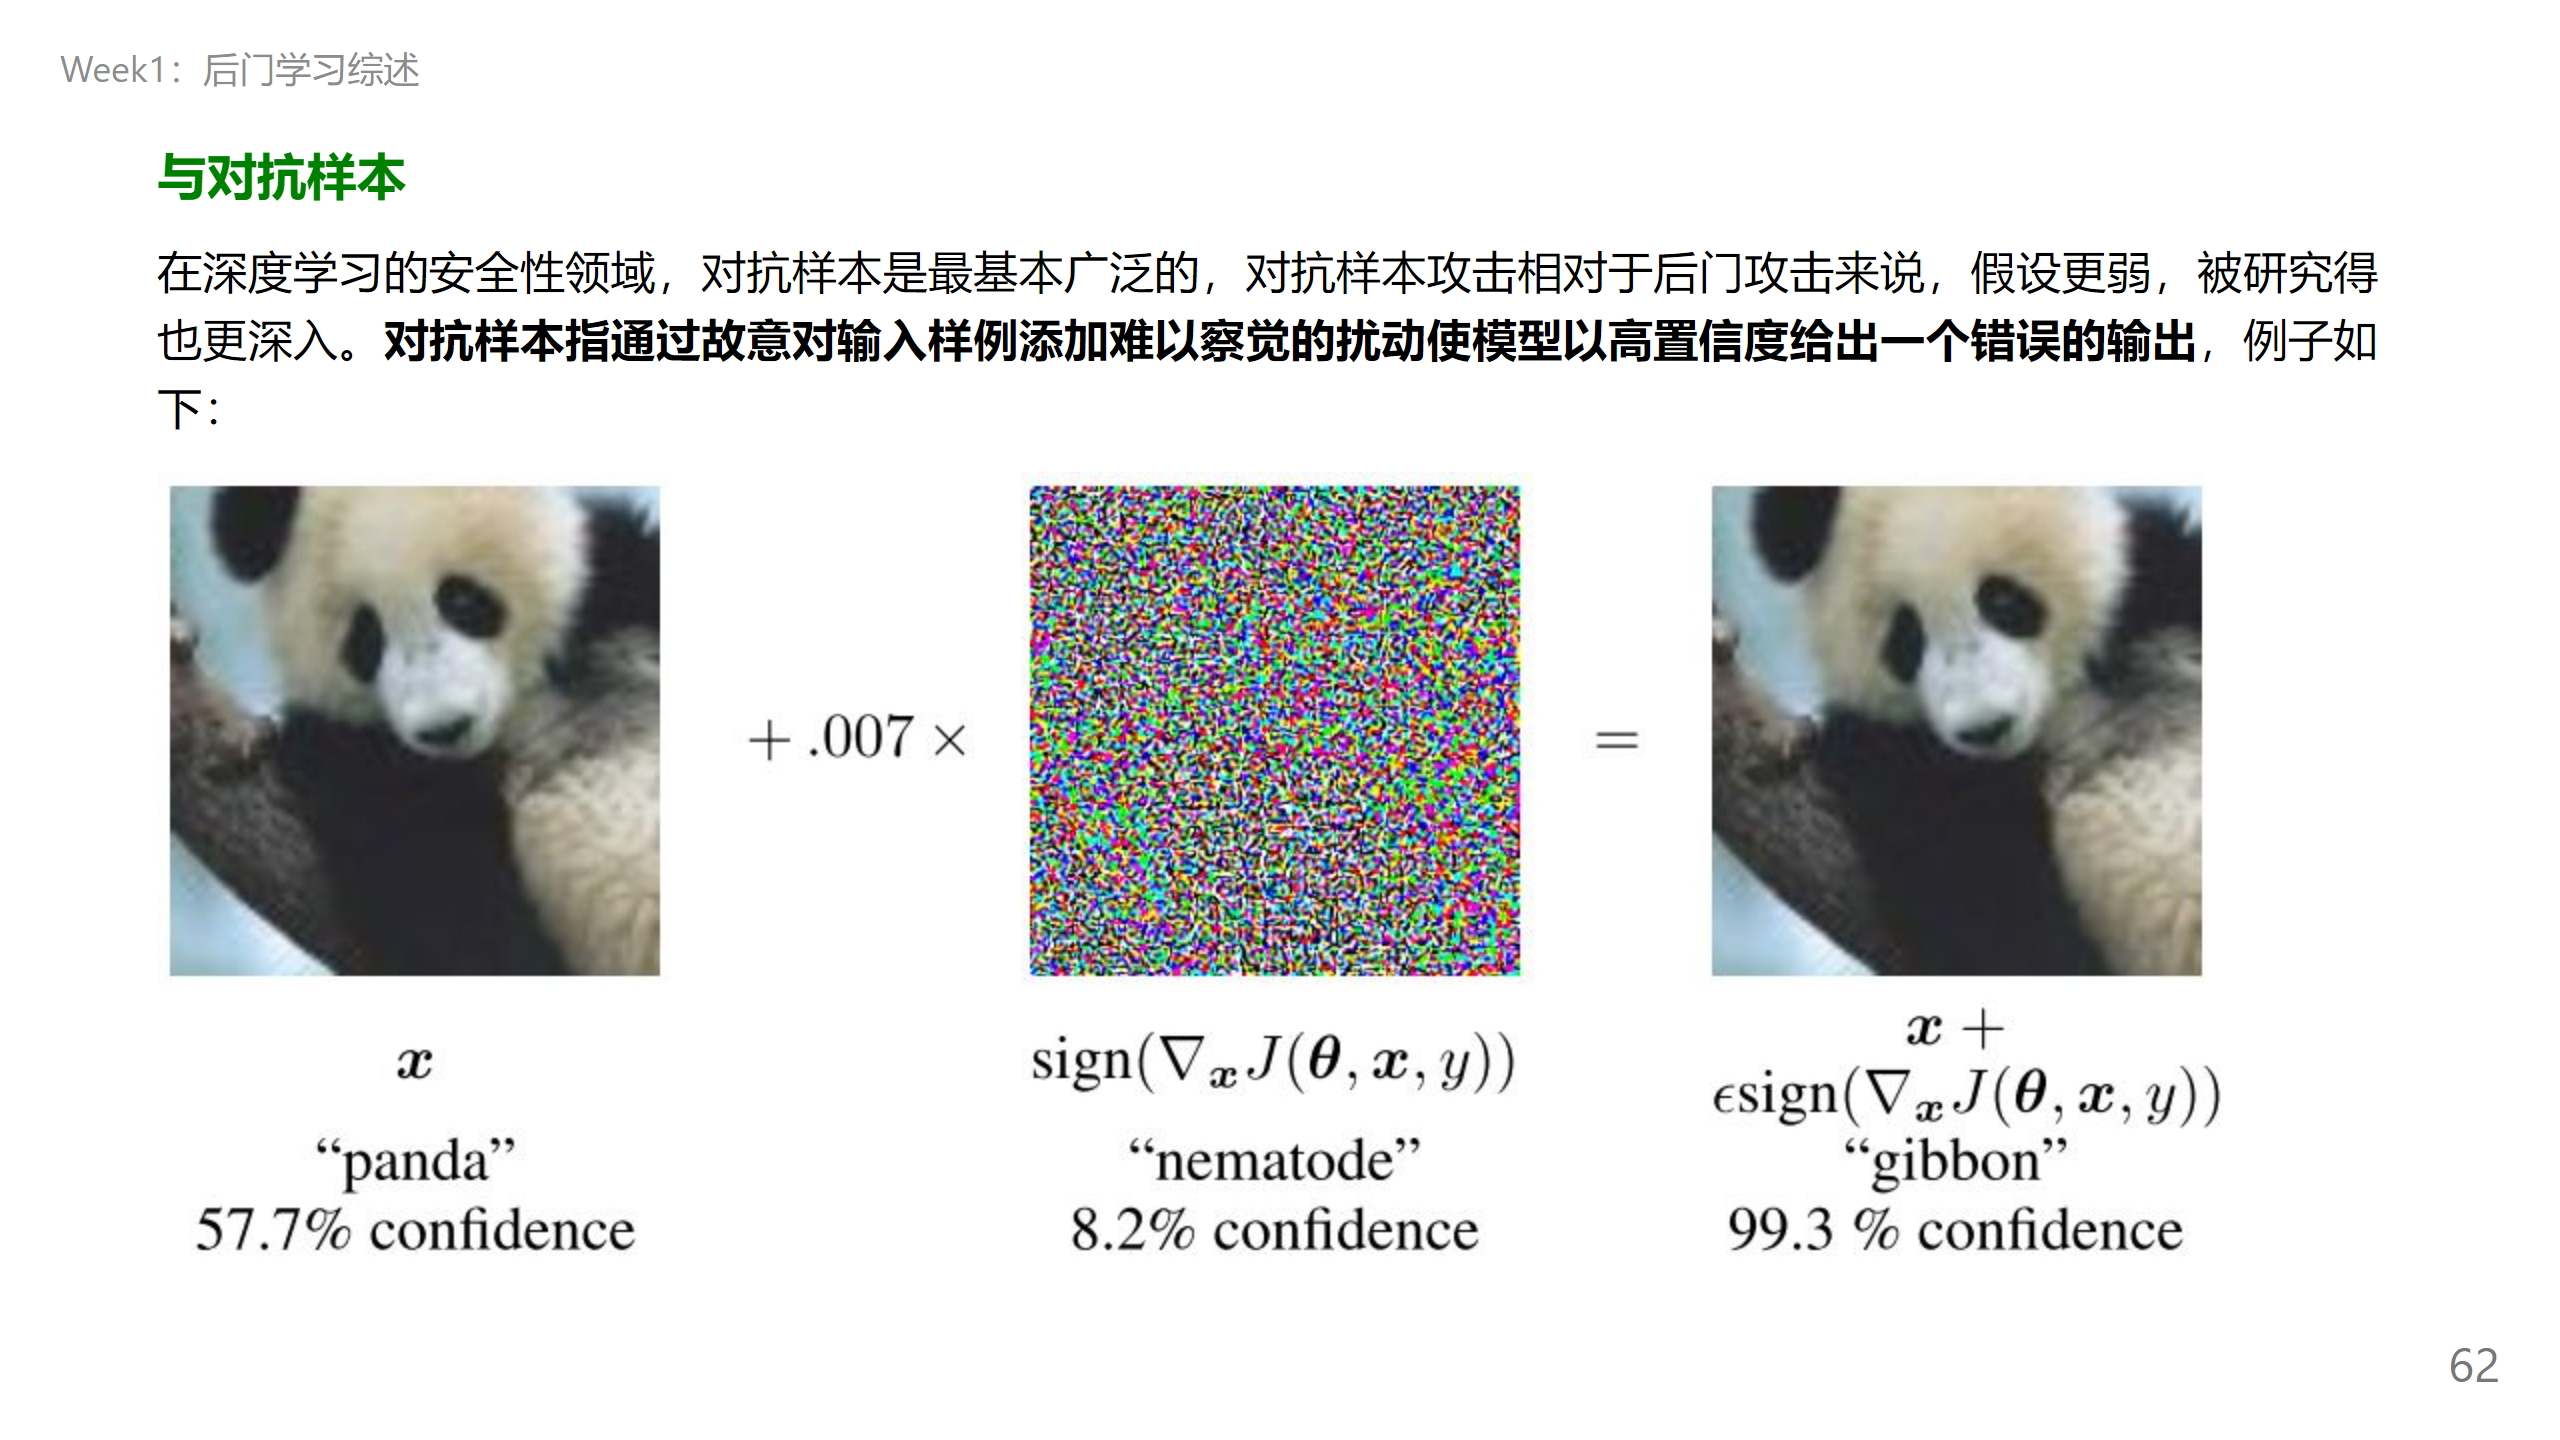 Week1：后门学习综述
与对抗样本
在深度学习的安全性领域，对抗样本是最基本广泛的，对抗样本攻击相对于后门攻击来说，假设更弱，被研究得
也更深入。对抗样本指通过故意对输入样例添加难以察觉的扰动使模型以高置信度给出一个错误的输出，例子如
下：
+ .007 ×
=
x
sign(∇xJ(θ, x, y))
x +
ϵsign(∇xJ(θ, x, y))
“panda”
“nematode”
“gibbon”
57.7% confidence
8.2% confidence
99.3 % confidence
62